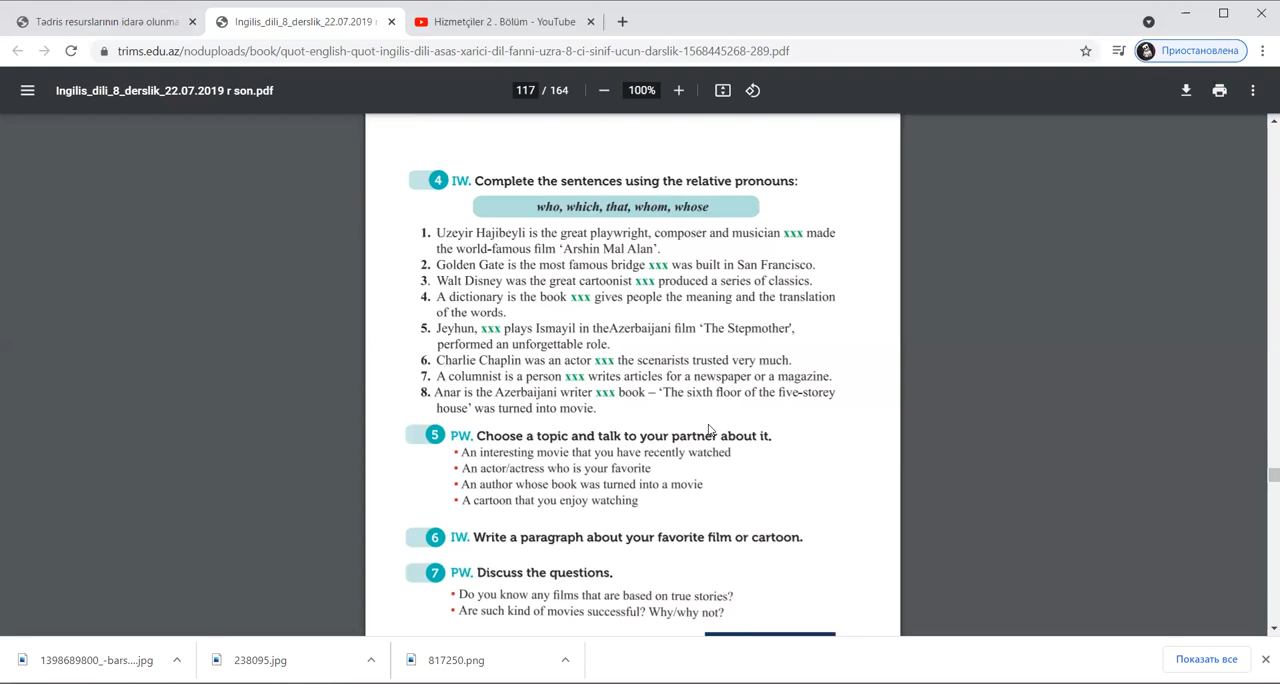 Tədris resurslarının idarə olunma
Ingilis_dili_8_derslik_22.07.2019 r
Hizmetçiler 2 . Bölüm - YouTube
trims.edu.az/noduploads/book/quot-english-quot-ingilis-dili-asas-xarici-dil-fanni-uzra-8-ci-sinif-ucun-darslik-1568445268-289.pdf
Приостановлена
Ingilis_dili_8_derslik_22.07.2019 r son.pdf
117 / 164
100%
4 IW. Complete the sentences using the relative pronouns:
who, which, that, whom, whose
1. Uzeyir Hajibeyli is the great playwright, composer and musician xxx made
the world-famous film ‘Arshin Mal Alan’.
2. Golden Gate is the most famous bridge xxx was built in San Francisco.
3. Walt Disney was the great cartoonist xxx produced a series of classics.
4. A dictionary is the book xxx gives people the meaning and the translation
of the words.
5. Jeyhun, xxx plays Ismayil in theAzerbaijani film ‘The Stepmother',
performed an unforgettable role.
6. Charlie Chaplin was an actor xxx the scenarists trusted very much.
7. A columnist is a person xxx writes articles for a newspaper or a magazine.
8. Anar is the Azerbaijani writer xxx book – ‘The sixth floor of the five-storey
house’ was turned into movie.
5 PW. Choose a topic and talk to your partner about it.
• An interesting movie that you have recently watched
• An actor/actress who is your favorite
• An author whose book was turned into a movie
• A cartoon that you enjoy watching
6 IW. Write a paragraph about your favorite film or cartoon.
7 PW. Discuss the questions.
• Do you know any films that are based on true stories?
• Are such kind of movies successful? Why/why not?
1398689800_-bars....jpg
238095.jpg
817250.png
Показать все